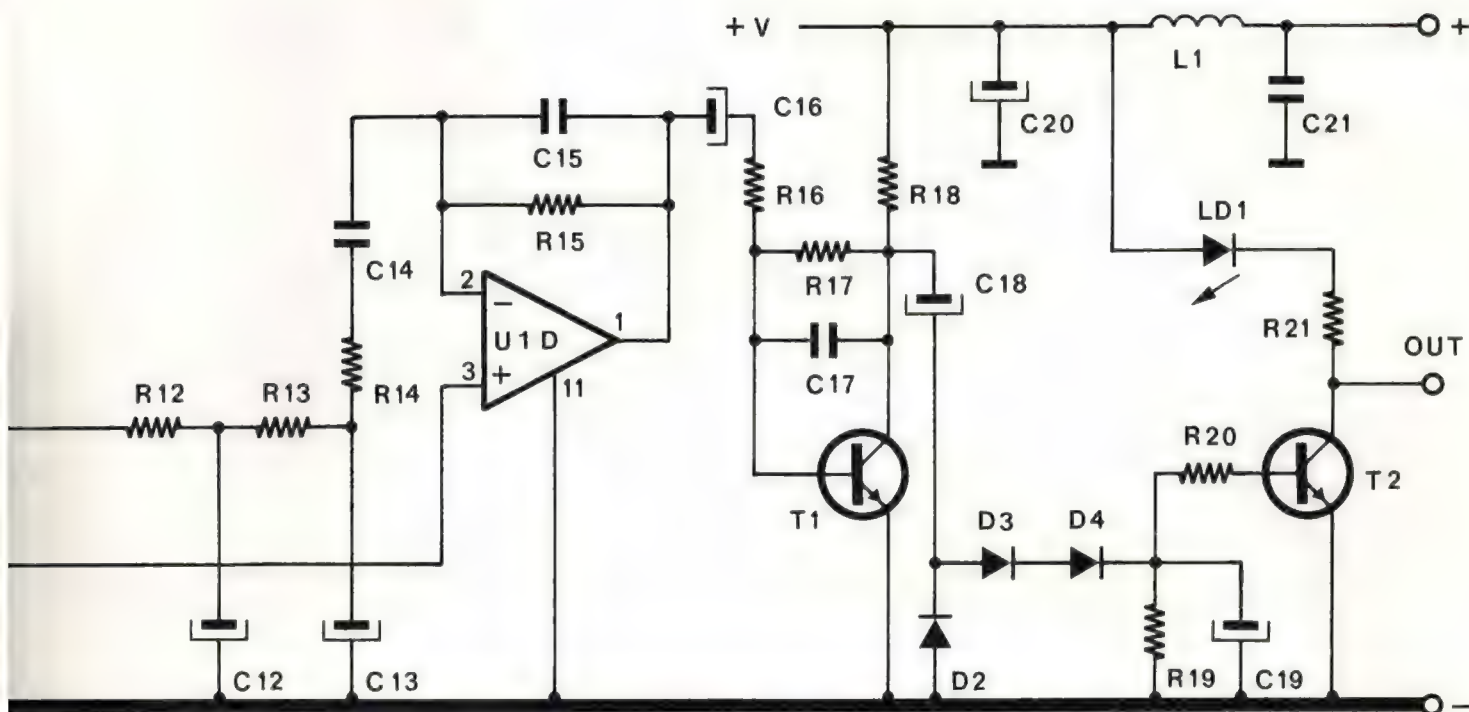 + V
+
L1
C16
C20
C21
C15
R16
R18
LD1
R15
C14
R17
C18
2
−
U1 D
1
R21
OUT
3
+
11
C17
R12
R13
R14
R20
T2
T1
D3
D4
C12
C13
D2
R19
C19
−